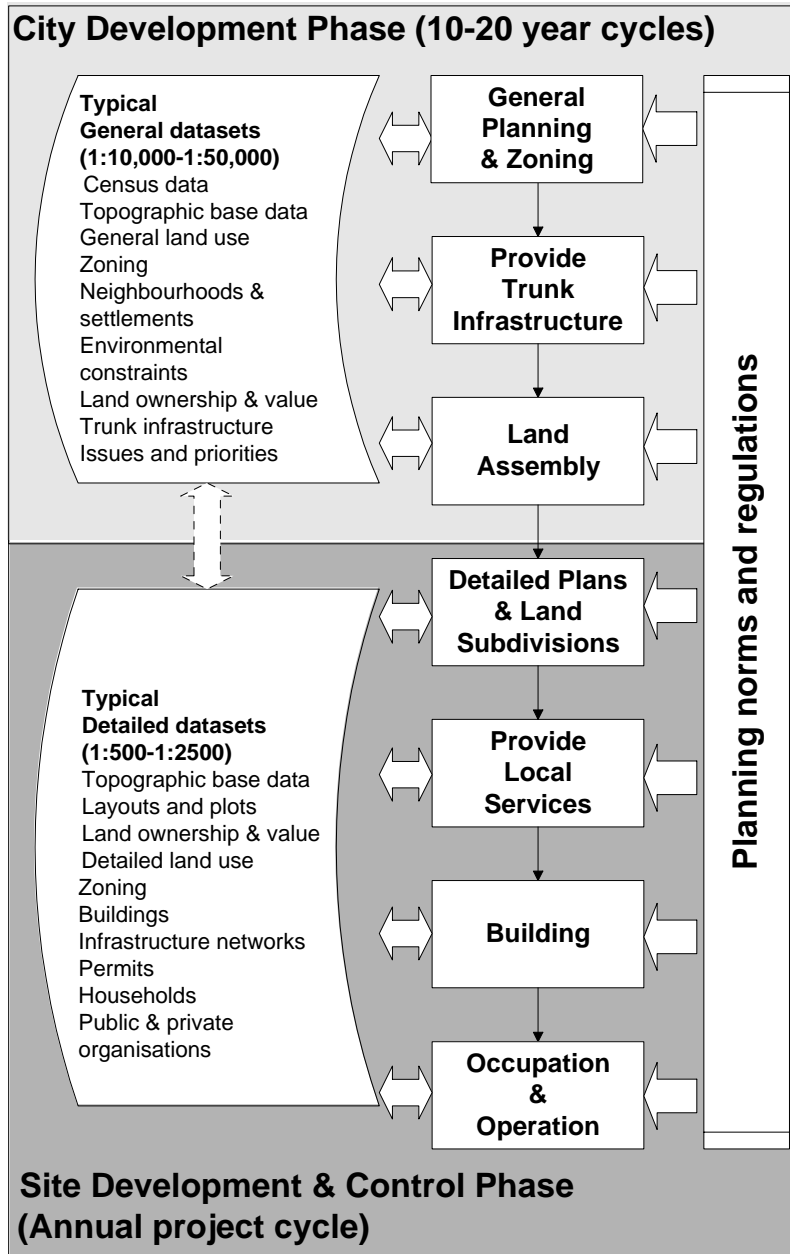 City Development Phase (10-20 year cycles)
Typical
General datasets
(1:10,000-1:50,000)
Census data
Topographic base data
General land use
Zoning
Neighbourhoods &
settlements
Environmental
constraints
Land ownership & value
Trunk infrastructure
Issues and priorities
General
Planning
& Zoning
Provide
Trunk
Infrastructure
Land
Assembly
Planning norms and regulations
Typical
Detailed datasets
(1:500-1:2500)
Topographic base data
Layouts and plots
Land ownership & value
Detailed land use
Zoning
Buildings
Infrastructure networks
Permits
Households
Public & private
organisations
Detailed Plans
& Land
Subdivisions
Provide
Local
Services
Building
Occupation
&
Operation
Site Development & Control Phase
(Annual project cycle)